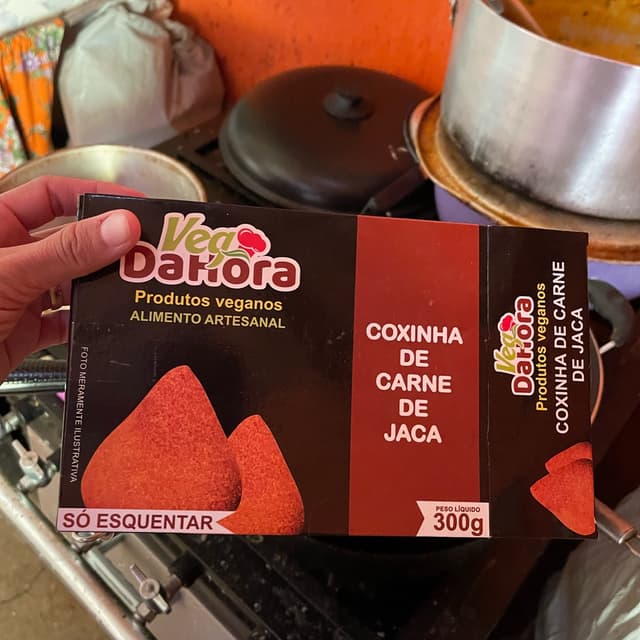 Veg
DaHora
Produtos veganos
ALIMENTO ARTESANAL
FOTO MERAMENTE ILUSTRATIVA
SÓ ESQUENTAR
COXINHA
DE
CARNE
DE
JACA
PESO LÍQUIDO
300g
Veg
DaHora
Produtos veganos
COXINHA DE CARNE
DE JACA